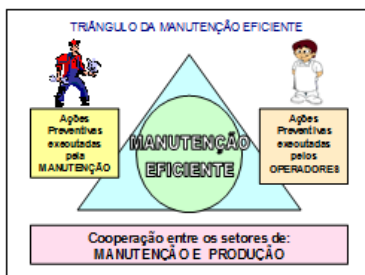 TRIÂNGULO DA MANUTENÇÃO EFICIENTE
Ações
Preventivas
executadas
pela
MANUTENÇÃO
MANUTENÇÃO
EFICIENTE
Ações
Preventivas
executadas
pelos
OPERADORES
Cooperação entre os setores de:
MANUTENÇÃO E PRODUÇÃO